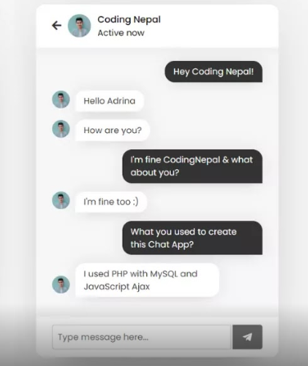 Coding Nepal
Active now
Hey Coding Nepal!
Hello Adrina
How are you?
I'm fine CodingNepal & what
about you?
I'm fine too :)
What you used to create
this Chat App?
I used PHP with MySQL and
JavaScript Ajax
Type message here...